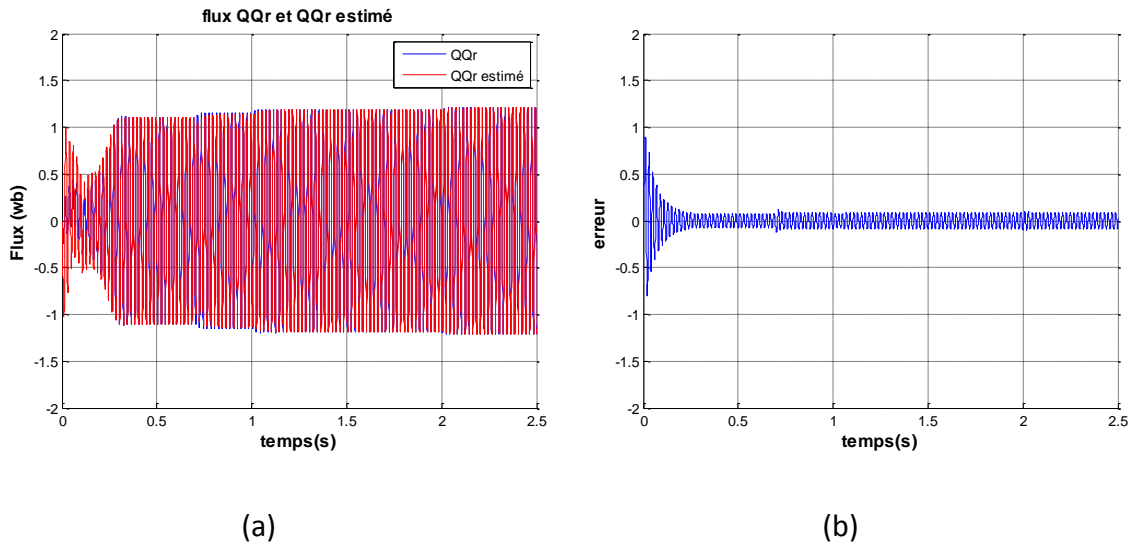 flux QQr et QQr estimé
2
1.5
1
0.5
0
-0.5
-1
-1.5
-2
Flux (wb)
QQr
QQr estimé
0 0.5 1 1.5 2 2.5
temps(s)
(a)
2
1.5
1
0.5
0
-0.5
-1
-1.5
-2
erreur
0 0.5 1 1.5 2 2.5
temps(s)
(b)